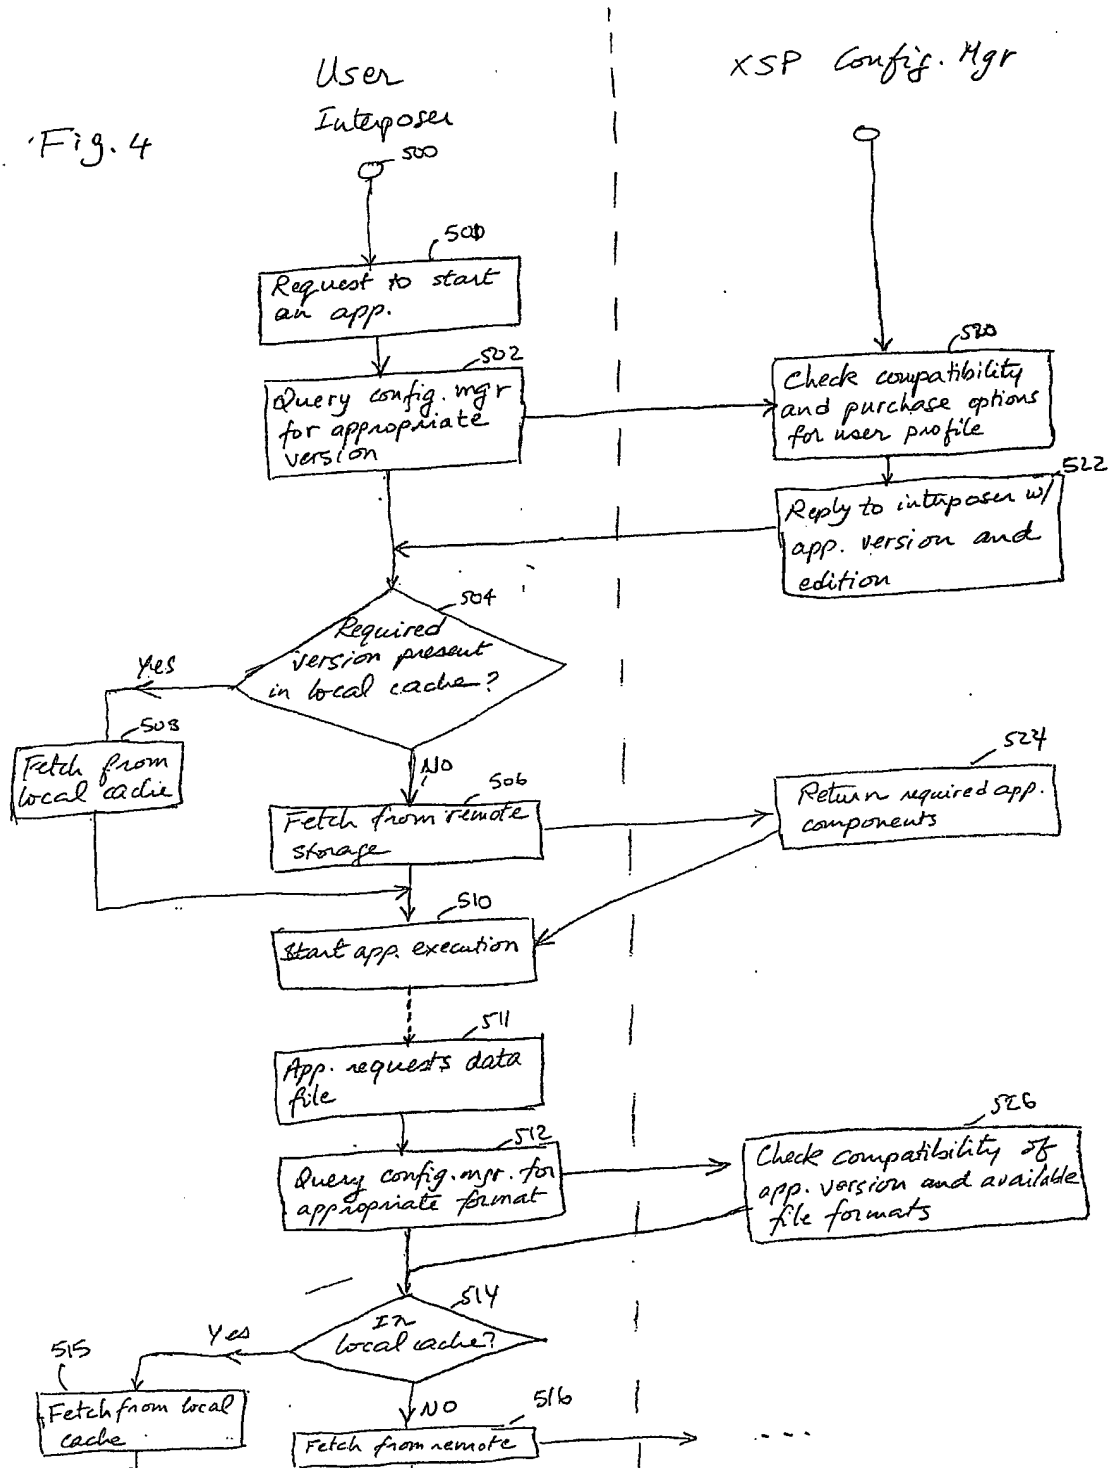 User
Interposer
XSP Config. Mgr
Fig. 4
500
500
Request to start
an app.
502
Query config. mgr
for appropriate
version
520
Check compatibility
and purchase options
for user profile
522
Reply to interposer w/
app. version and
edition
504
Required
version present
in local cache?
Yes
508
Fetch from
local cache
NO
506
Fetch from remote
storage
524
Return required app.
components
510
Start app. execution
511
App. requests data
file
512
Query config. mgr. for
appropriate format
526
Check compatibility of
app. version and available
file formats
514
In
local cache?
Yes
515
Fetch from local
cache
NO
516
Fetch from remote
....